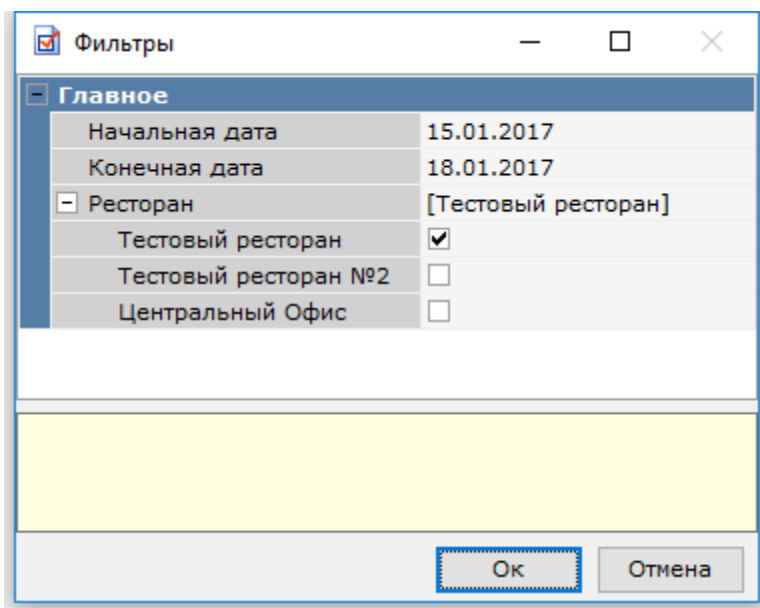 Фильтры
Главное
Начальная дата 15.01.2017
Конечная дата 18.01.2017
Ресторан [Тестовый ресторан]
Тестовый ресторан
Тестовый ресторан №2
Центральный Офис
Ок Отмена